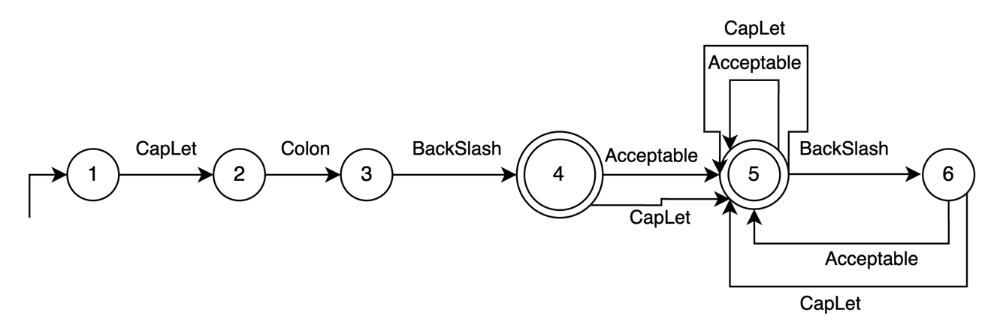 CapLet
Acceptable
CapLet
Colon
BackSlash
Acceptable
BackSlash
1
2
3
4
5
6
CapLet
Acceptable
CapLet